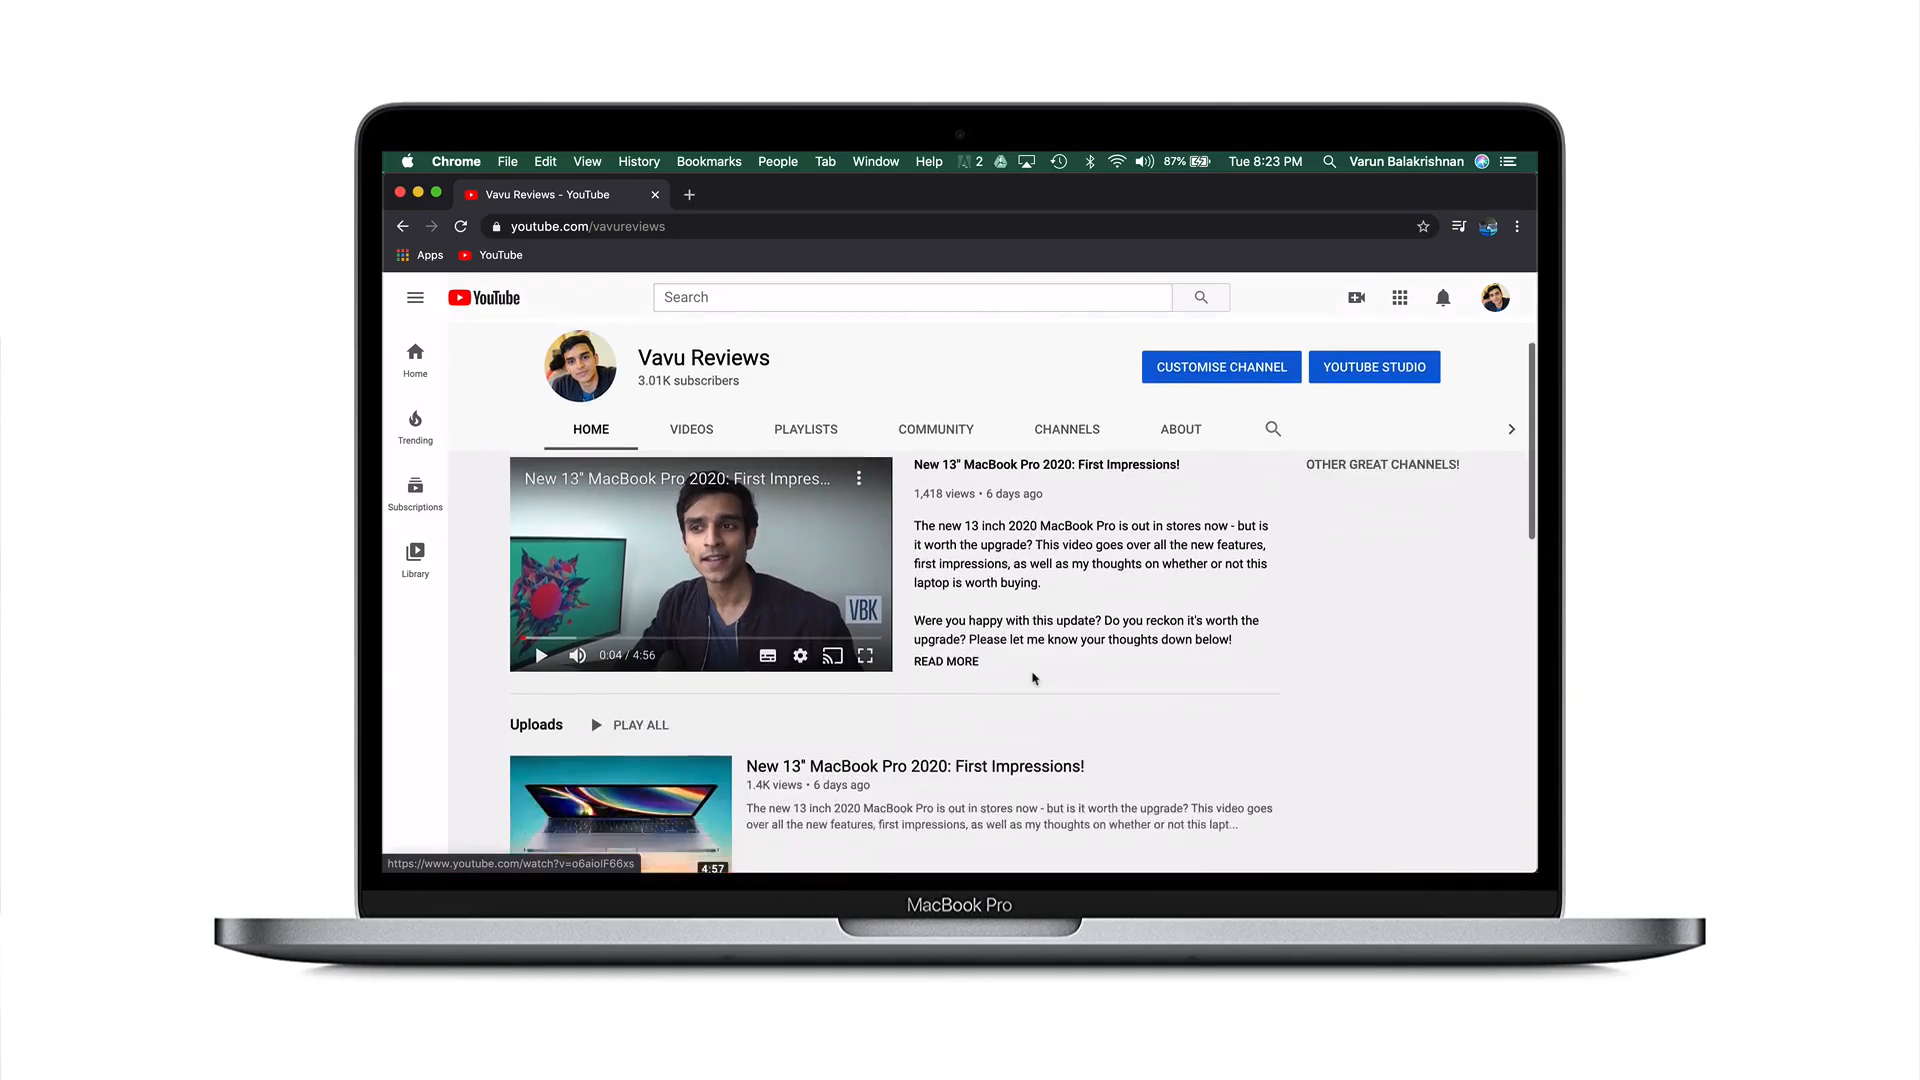 Chrome File Edit View History Bookmarks People Tab Window Help 2 87% Tue 8:23 PM Varun Balakrishnan
Vavu Reviews - YouTube
youtube.com/vavureviews
Apps YouTube
YouTube Search
Vavu Reviews
3.01K subscribers
CUSTOMISE CHANNEL YOUTUBE STUDIO
Home
Trending
Subscriptions
Library
HOME VIDEOS PLAYLISTS COMMUNITY CHANNELS ABOUT
New 13" MacBook Pro 2020: First Impres...
VBK
0:04 / 4:56
New 13" MacBook Pro 2020: First Impressions!
1,418 views • 6 days ago
The new 13 inch 2020 MacBook Pro is out in stores now - but is
it worth the upgrade? This video goes over all the new features,
first impressions, as well as my thoughts on whether or not this
laptop is worth buying.
Were you happy with this update? Do you reckon it's worth the
upgrade? Please let me know your thoughts down below!
READ MORE
OTHER GREAT CHANNELS!
Uploads PLAY ALL
New 13" MacBook Pro 2020: First Impressions!
1.4K views • 6 days ago
The new 13 inch 2020 MacBook Pro is out in stores now - but is it worth the upgrade? This video goes
over all the new features, first impressions, as well as my thoughts on whether or not this lapt...
4:57
https://www.youtube.com/watch?v=o6aioIF66xs
MacBook Pro